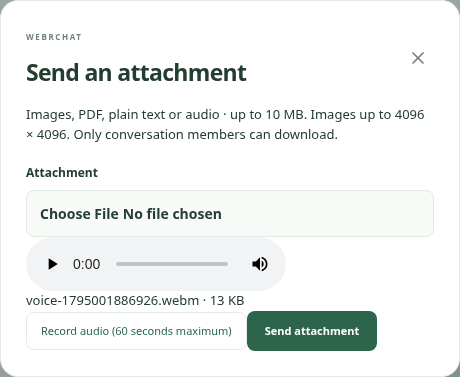 WEBRCHAT
Send an attachment
Images, PDF, plain text or audio · up to 10 MB. Images up to 4096
× 4096. Only conversation members can download.
Attachment
Choose File No file chosen
0:00
voice-1795001886926.webm · 13 KB
Record audio (60 seconds maximum)
Send attachment